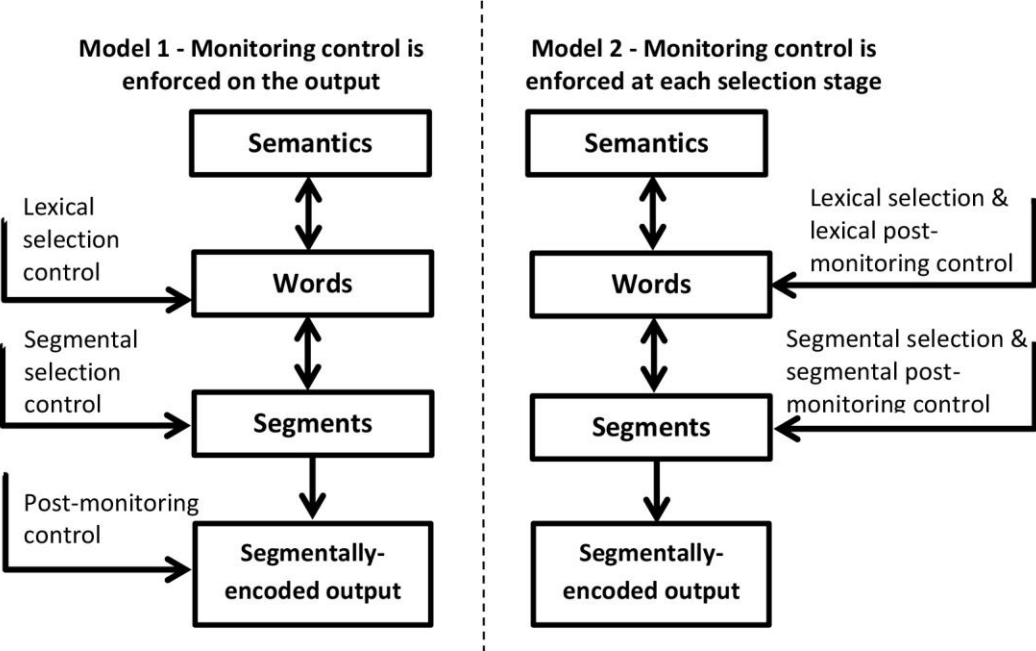 Model 1 - Monitoring control is
enforced on the output
Semantics
Lexical
selection
control
Words
Segmental
selection
control
Segments
Post-monitoring
control
Segmentally-
encoded output
Model 2 - Monitoring control is
enforced at each selection stage
Semantics
Lexical selection &
lexical post-
monitoring control
Words
Segmental selection &
segmental post-
monitoring control
Segments
Segmentally-
encoded output